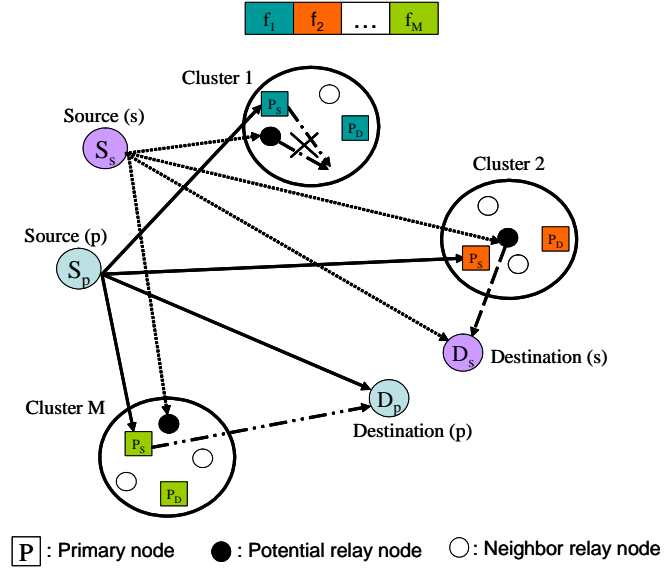 f1 f2 ... fM
Cluster 1
PS
PD
Source (s)
Ss
Cluster 2
PD
PS
Source (p)
Sp
Ds
Destination (s)
Cluster M
Dp
Destination (p)
PS
PD
P : Primary node : Potential relay node : Neighbor relay node